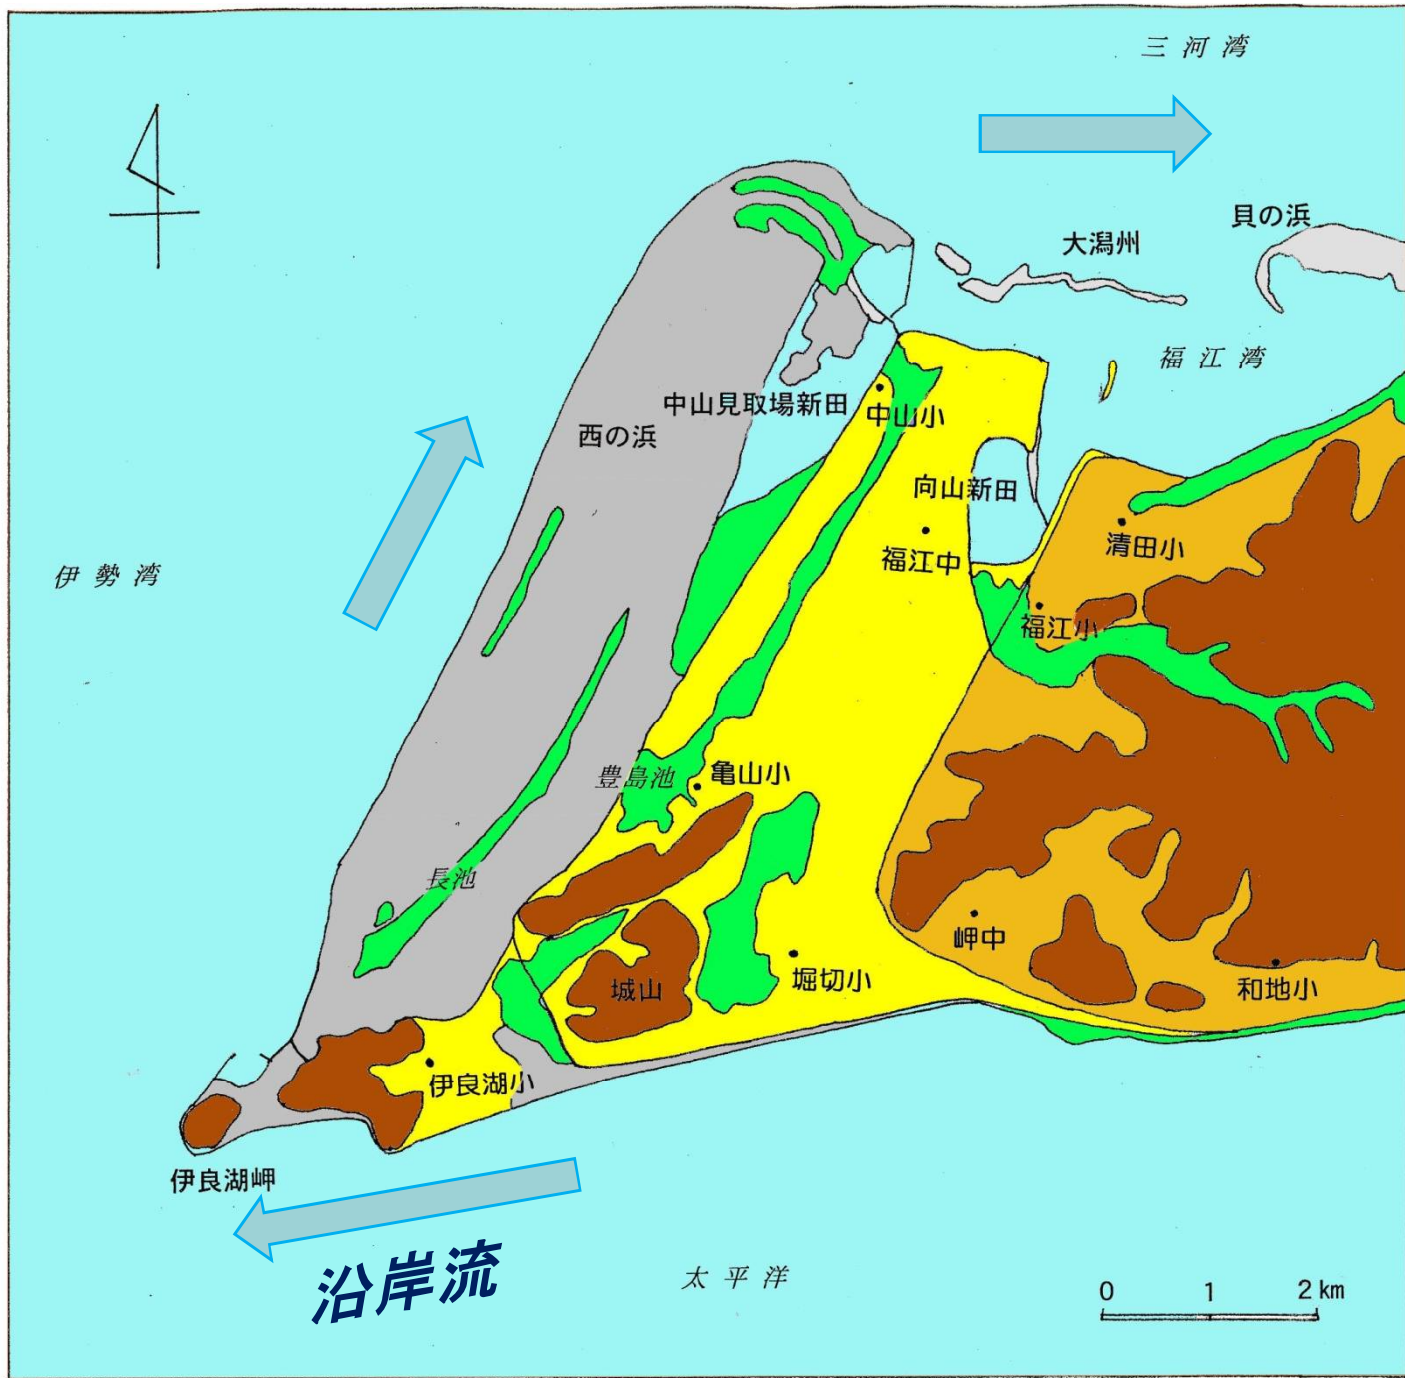 三河湾
貝の浜
大潟州
福江湾
中山見取場新田
中山小
西の浜
向山新田
福江中
清田小
伊勢湾
福江小
豊島池
亀山小
長池
岬中
堀切小
城山
和地小
伊良湖小
伊良湖岬
沿岸流
太平洋
0 1 2 km